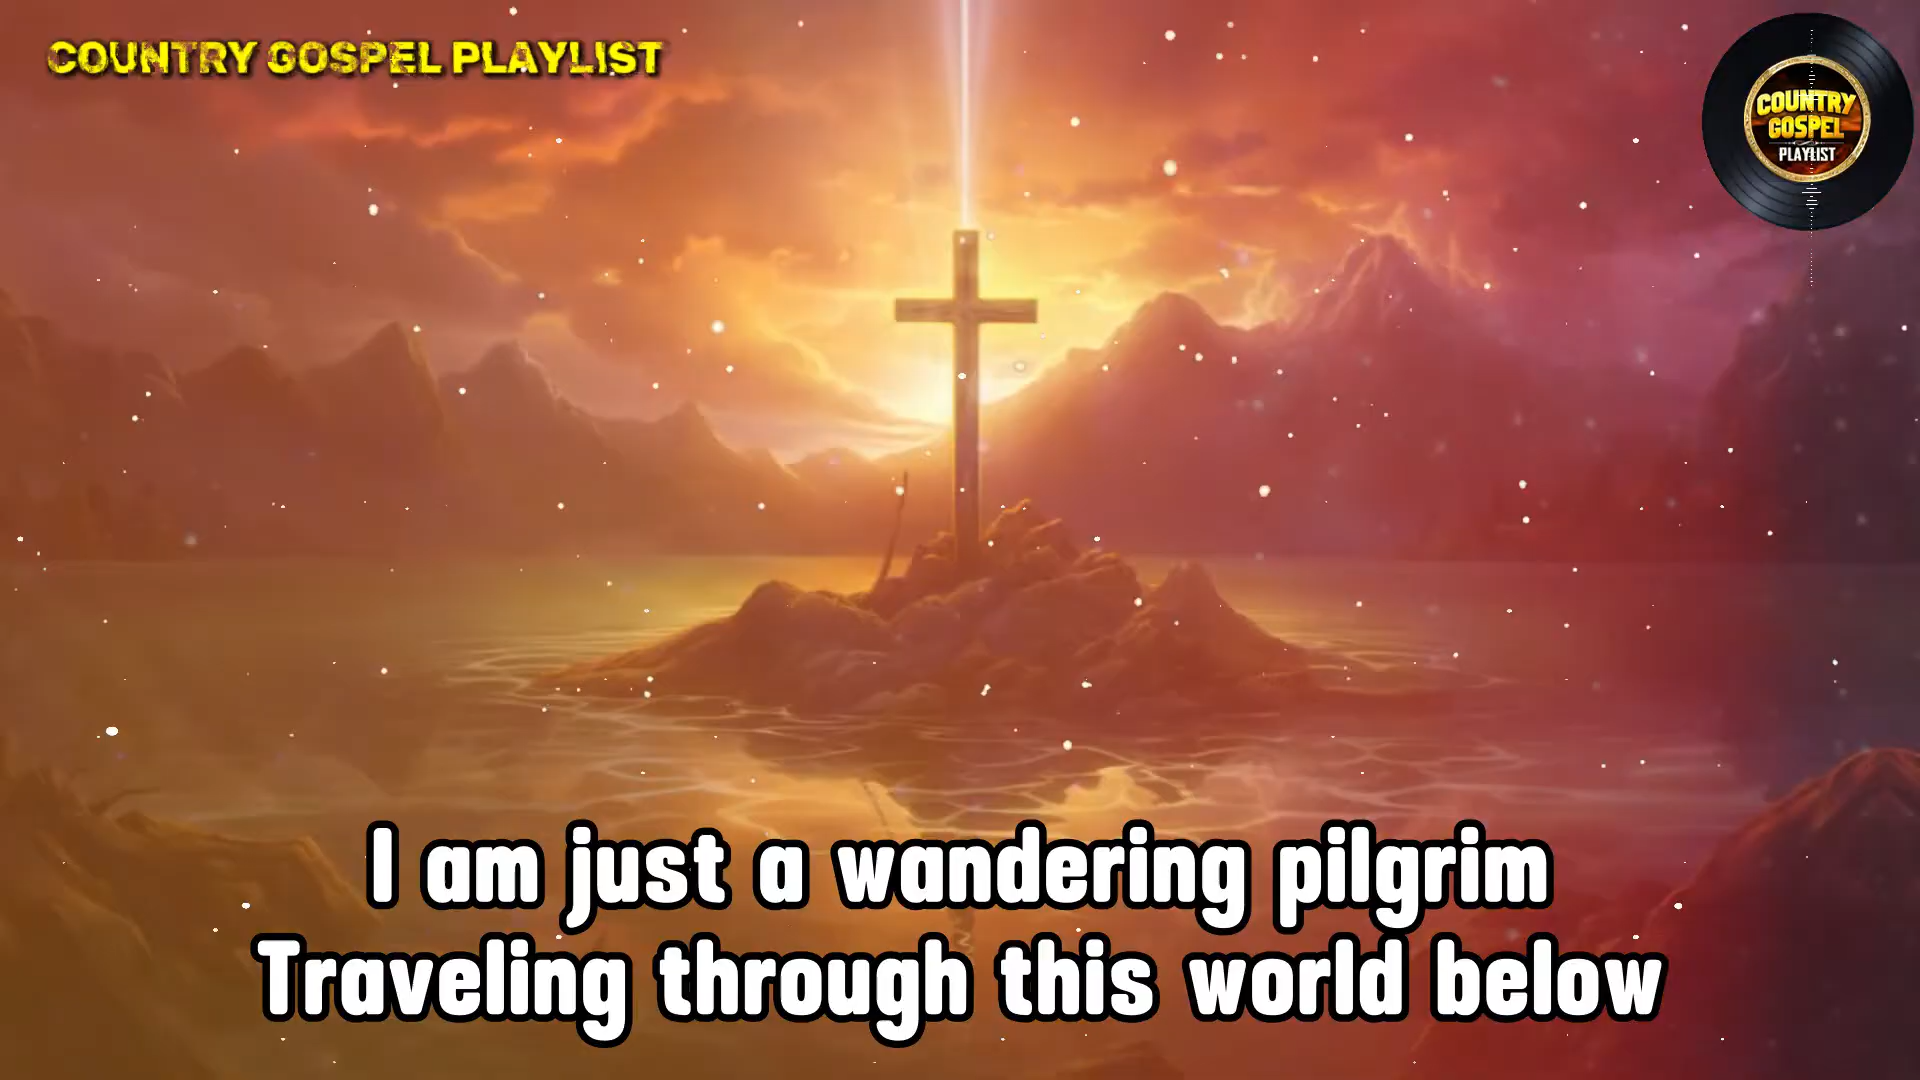 COUNTRY GOSPEL PLAYLIST
COUNTRY
GOSPEL
PLAYLIST
I am just a wandering pilgrim
Traveling through this world below